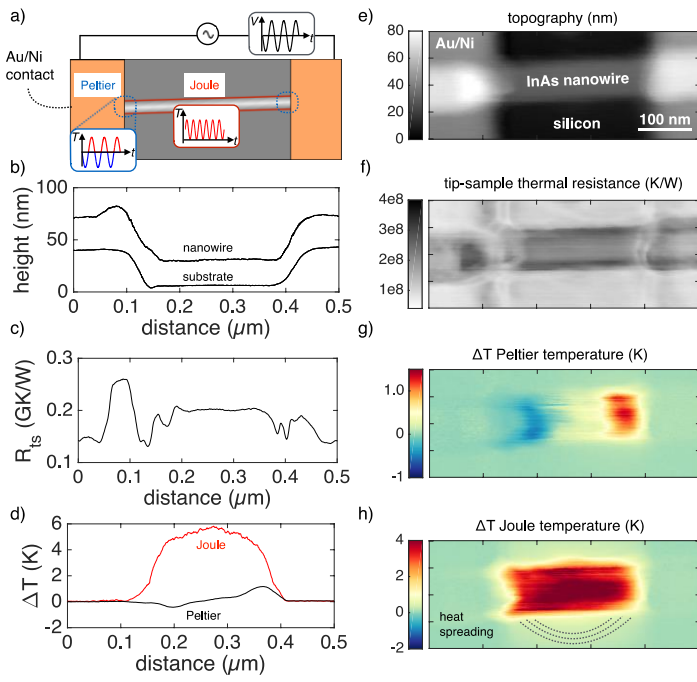 a)
V
t
Au/Ni
contact
Peltier
Joule
T
t
T
t
b)
height (nm)
100
50
0
nanowire
substrate
0 0.1 0.2 0.3 0.4 0.5
distance (μm)
c)
Rts (GK/W)
0.3
0.2
0.1
0 0.1 0.2 0.3 0.4 0.5
distance (μm)
d)
ΔT (K)
6
4
2
0
-2
Joule
Peltier
0 0.1 0.2 0.3 0.4 0.5
distance (μm)
e)
topography (nm)
80
60
40
20
0
Au/Ni
InAs nanowire
silicon
100 nm
f)
tip-sample thermal resistance (K/W)
4e8
3e8
2e8
1e8
g)
ΔT Peltier temperature (K)
1.0
0
-1
h)
ΔT Joule temperature (K)
4
2
0
-2
heat
spreading